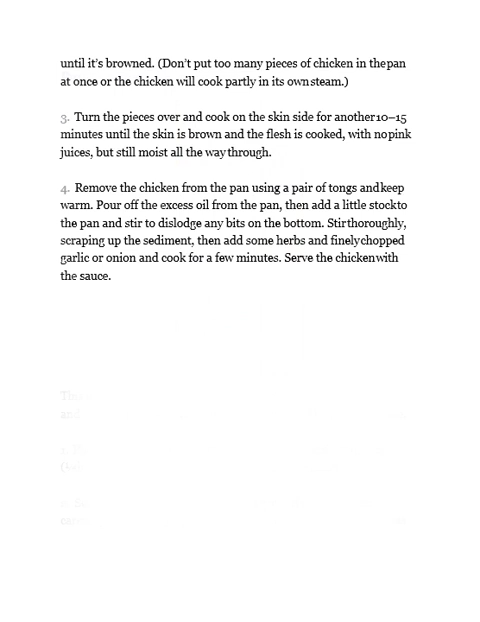 until it's browned. (Don't put too many pieces of chicken in thepan
at once or the chicken will cook partly in its ownsteam.)
3. Turn the pieces over and cook on the skin side for another10–15
minutes until the skin is brown and the flesh is cooked, with nopink
juices, but still moist all the waythrough.
4. Remove the chicken from the pan using a pair of tongs andkeep
warm. Pour off the excess oil from the pan, then add a little stockto
the pan and stir to dislodge any bits on the bottom. Stirthoroughly,
scraping up the sediment, then add some herbs and finelychopped
garlic or onion and cook for a few minutes. Serve the chickenwith
the sauce.